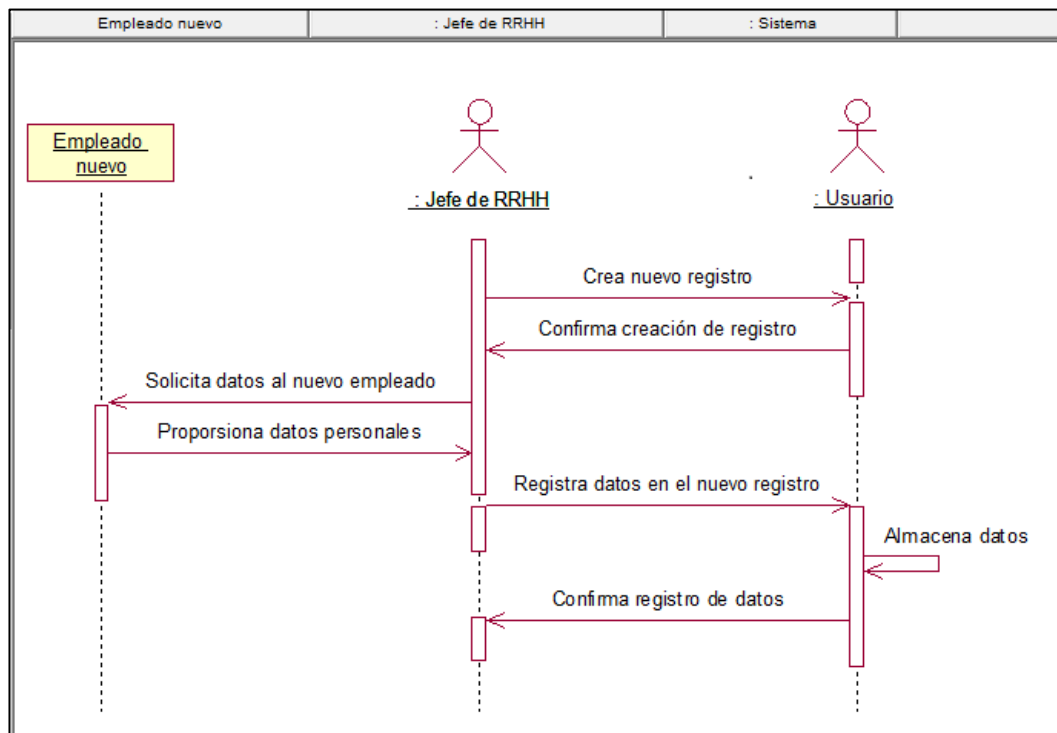 Empleado nuevo
: Jefe de RRHH
: Sistema
Empleado
nuevo
: Jefe de RRHH
: Usuario
Crea nuevo registro
Confirma creación de registro
Solicita datos al nuevo empleado
Proporsiona datos personales
Registra datos en el nuevo registro
Almacena datos
Confirma registro de datos